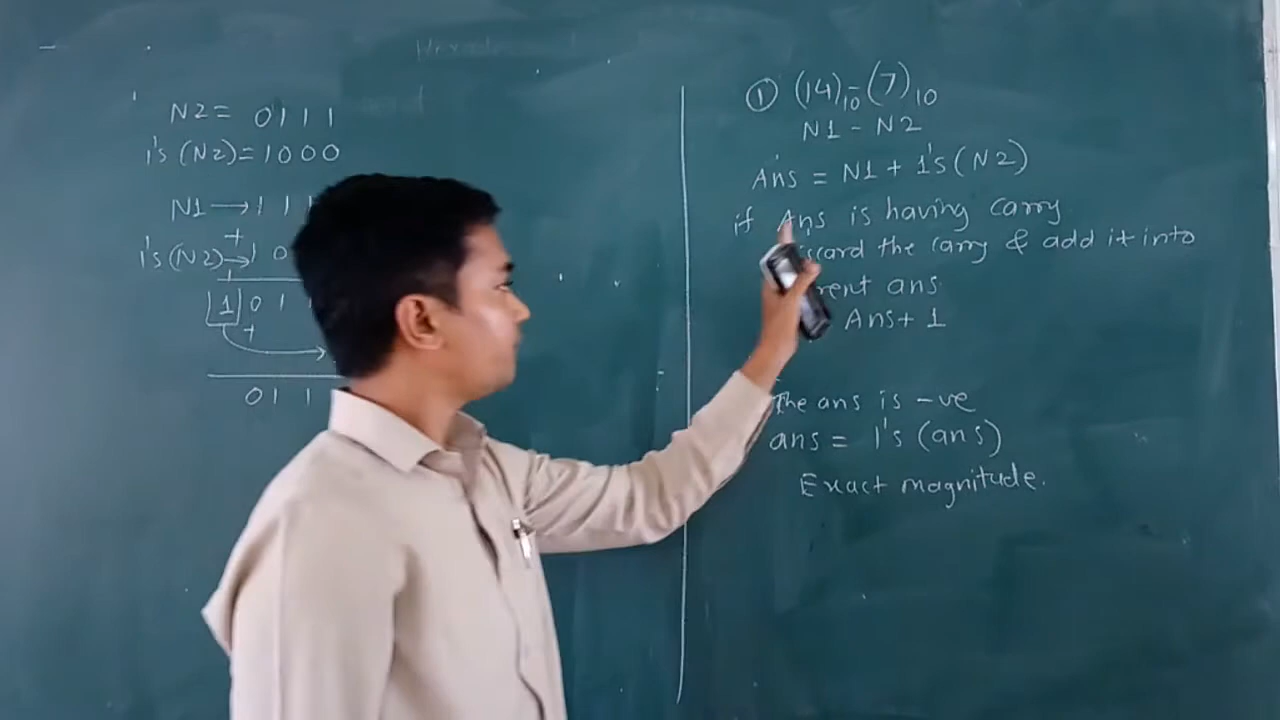 N2 = 0111
1's (N2) = 1000
N1 → 1 1 1
+
1's (N2) → 1 0
1 0 1 1
+
0 1 1
① (14)10 - (7)10
N1 - N2
Ans = N1 + 1's (N2)
if Ans is having carry
the carry & add it into
ans
Ans + 1
The ans is -ve
ans = 1's (ans)
Exact magnitude.